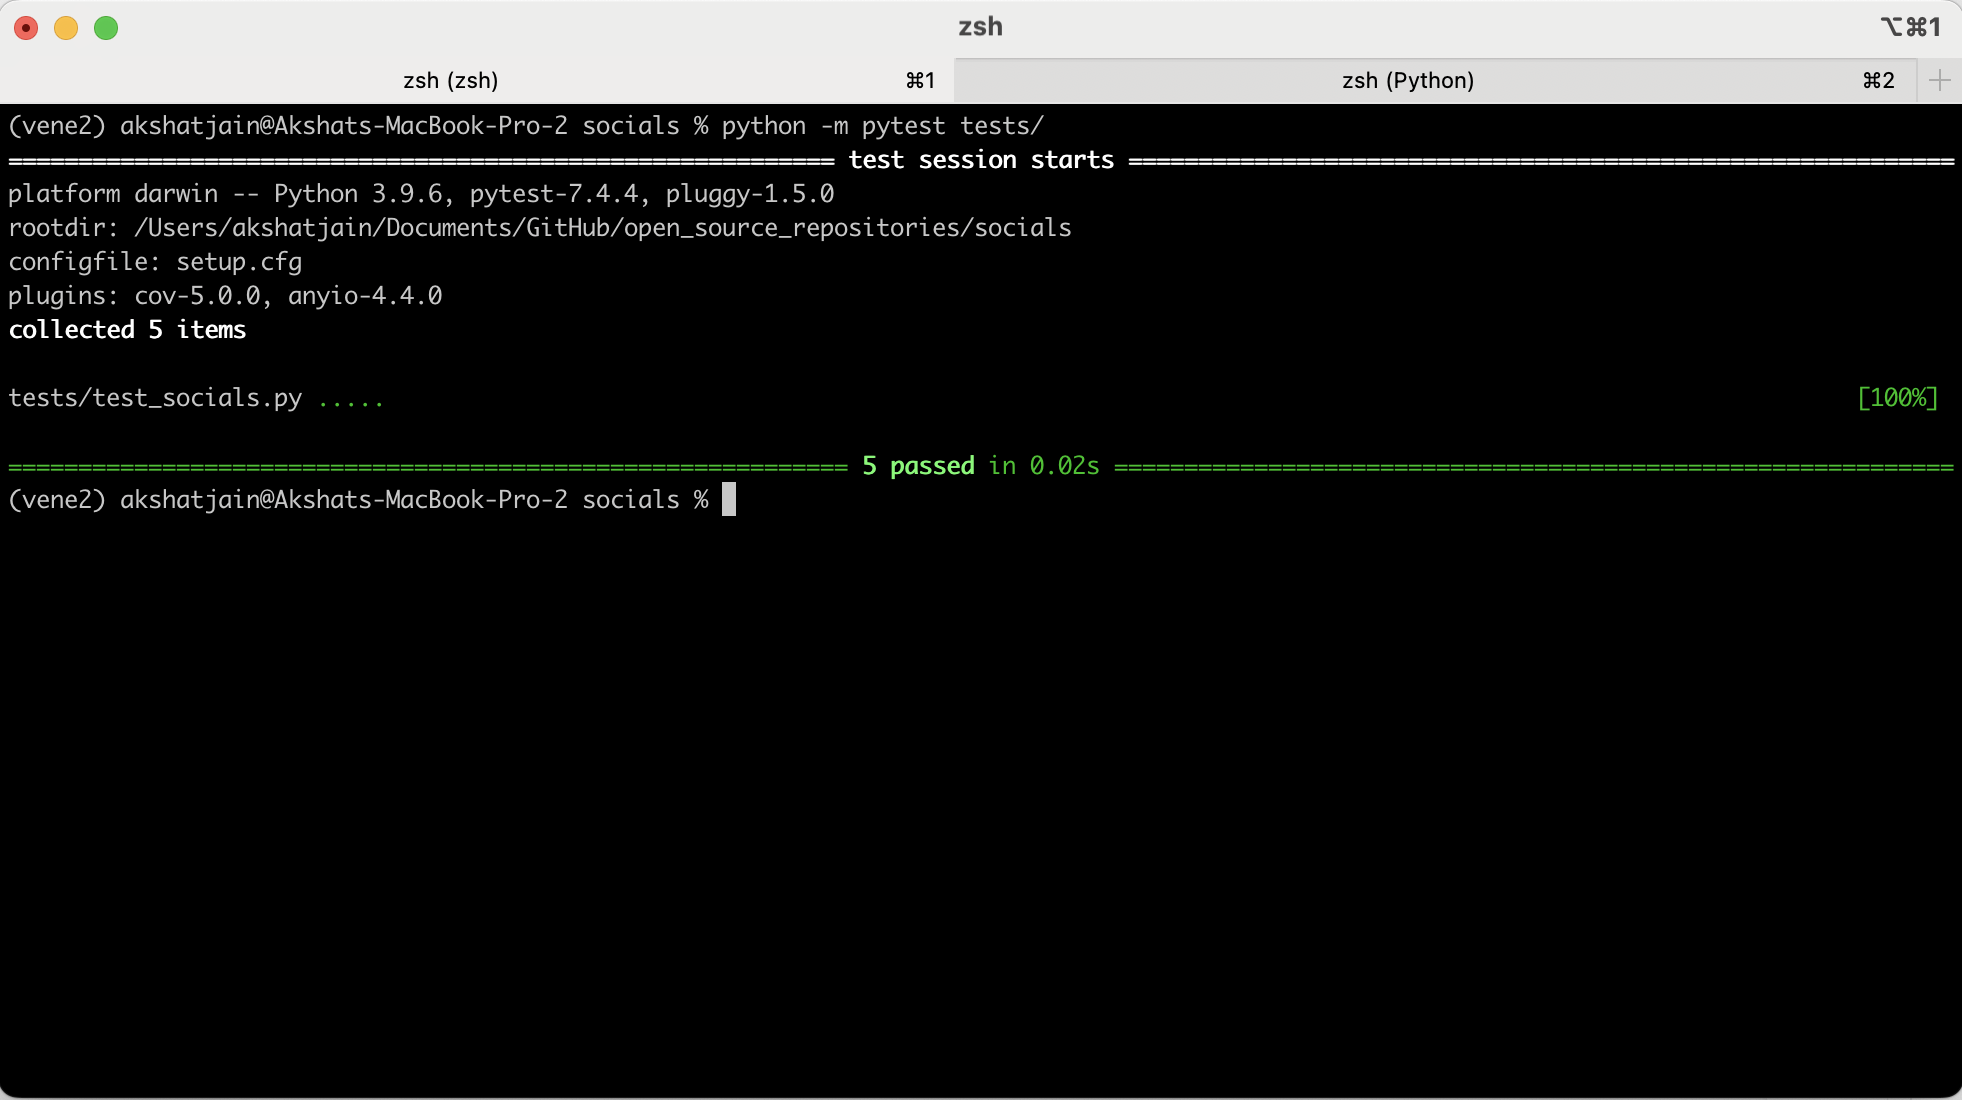 zsh ⌥⌘1
zsh (zsh) ⌘1 zsh (Python) ⌘2 +
(vene2) akshatjain@Akshats-MacBook-Pro-2 socials % python -m pytest tests/
=========================================================== test session starts ===========================================================
platform darwin -- Python 3.9.6, pytest-7.4.4, pluggy-1.5.0
rootdir: /Users/akshatjain/Documents/GitHub/open_source_repositories/socials
configfile: setup.cfg
plugins: cov-5.0.0, anyio-4.4.0
collected 5 items
tests/test_socials.py ..... [100%]
============================================================ 5 passed in 0.02s ============================================================
(vene2) akshatjain@Akshats-MacBook-Pro-2 socials %